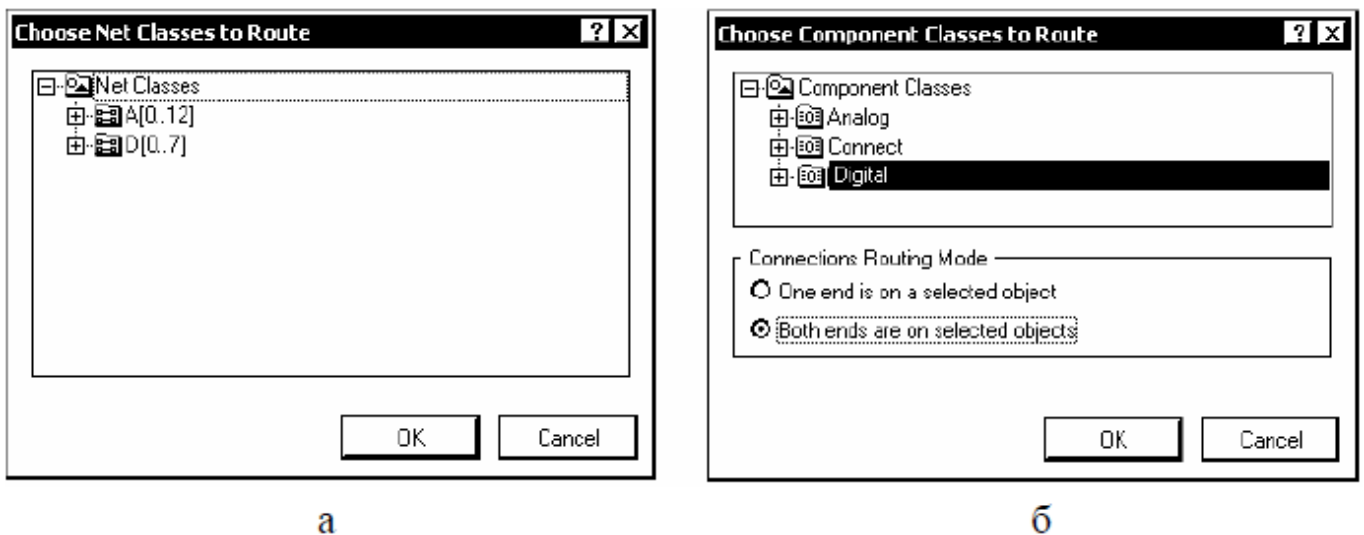 Choose Net Classes to Route
Net Classes
A[0..12]
D[0..7]
OK Cancel
а
Choose Component Classes to Route
Component Classes
Analog
Connect
Digital
Connections Routing Mode
One end is on a selected object
Both ends are on selected objects
OK Cancel
б